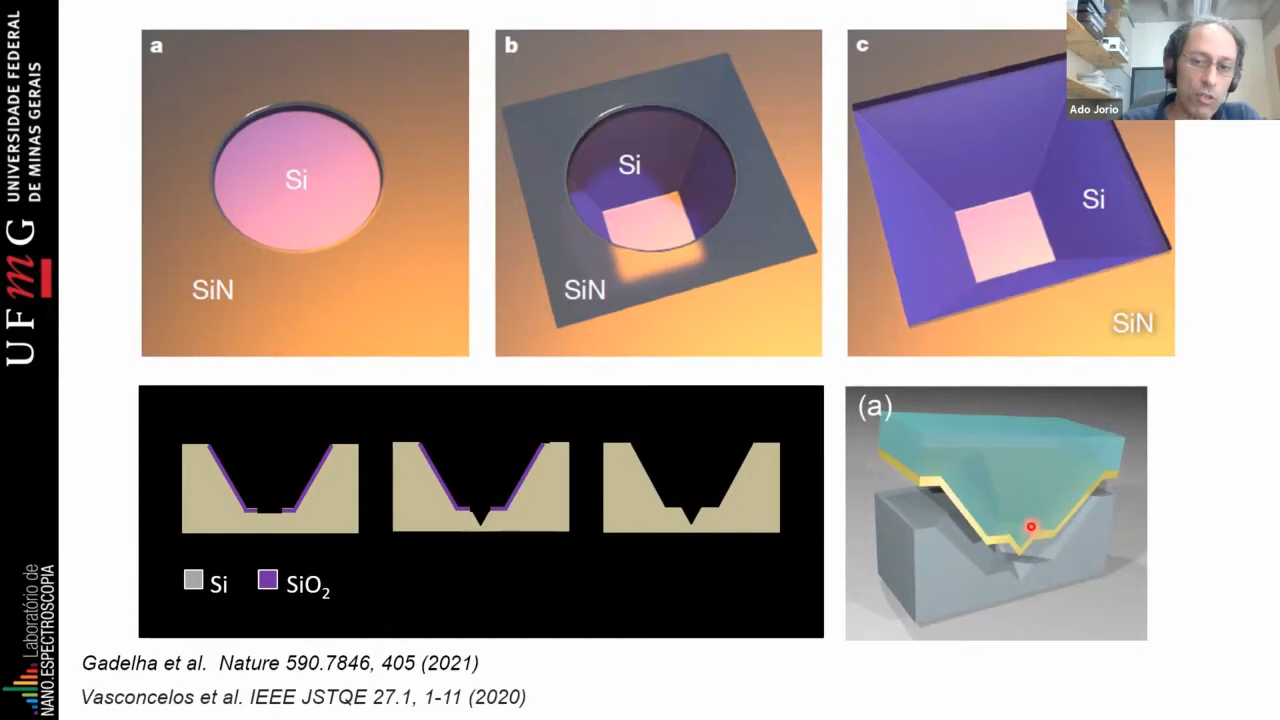 UNIVERSIDADE FEDERAL
DE MINAS GERAIS
UFmG
Laboratório de
NANO.ESPECTROSCOPIA
a
Si
SiN
b
Si
SiN
c
Si
SiN
Ado Jorio
Si
SiO₂
(a)
Gadelha et al. Nature 590.7846, 405 (2021)
Vasconcelos et al. IEEE JSTQE 27.1, 1-11 (2020)